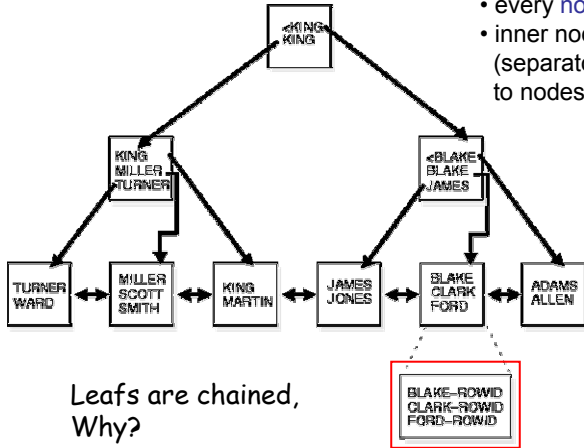 • every no
• inner nod
(separato
to nodes
<KING
KING
KING
MILLER
TURNER
<BLAKE
BLAKE
JAMES
TURNER
WARD
MILLER
SCOTT
SMITH
KING
MARTIN
JAMES
JONES
BLAKE
CLARK
FORD
ADAMS
ALLEN
Leafs are chained,
Why?
BLAKE-ROWID
CLARK-ROWID
FORD-ROWID